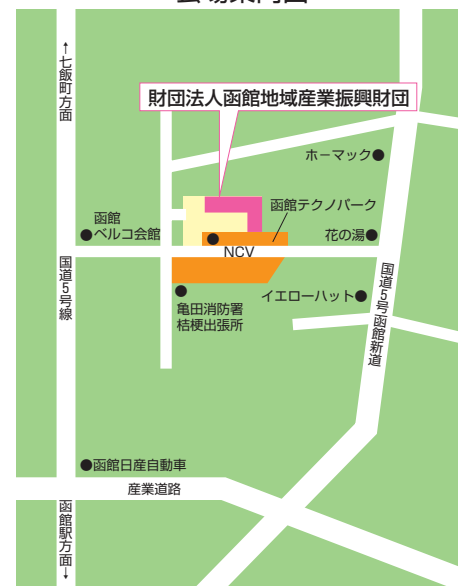 会場案内図
↑七飯町方面
財団法人函館地域産業振興財団
ホーマック●
函館テクノパーク
函館
●ベルコ会館
花の湯●
NCV
国道5号線
国道5号函館新道
イエローハット●
亀田消防署
桔梗出張所
●函館日産自動車
産業道路
函館駅方面↓